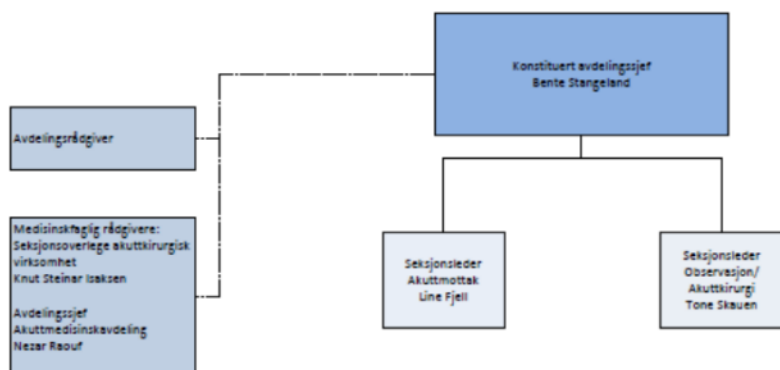 Konstituert avdelingssjef
Bente Stangeland
Avdelingsrådgiver
Medisinskfaglig rådgivere:
Seksjonsoverlege akuttkirurgisk
virksomhet
Knut Steinar Isaksen
Avdelingssjef
Akuttmedisinskavdeling
Nezar Raouf
Seksjonsleder
Akuttmottak
Line Fjell
Seksjonsleder
Observasjon/
Akuttkirurgi
Tone Skauen